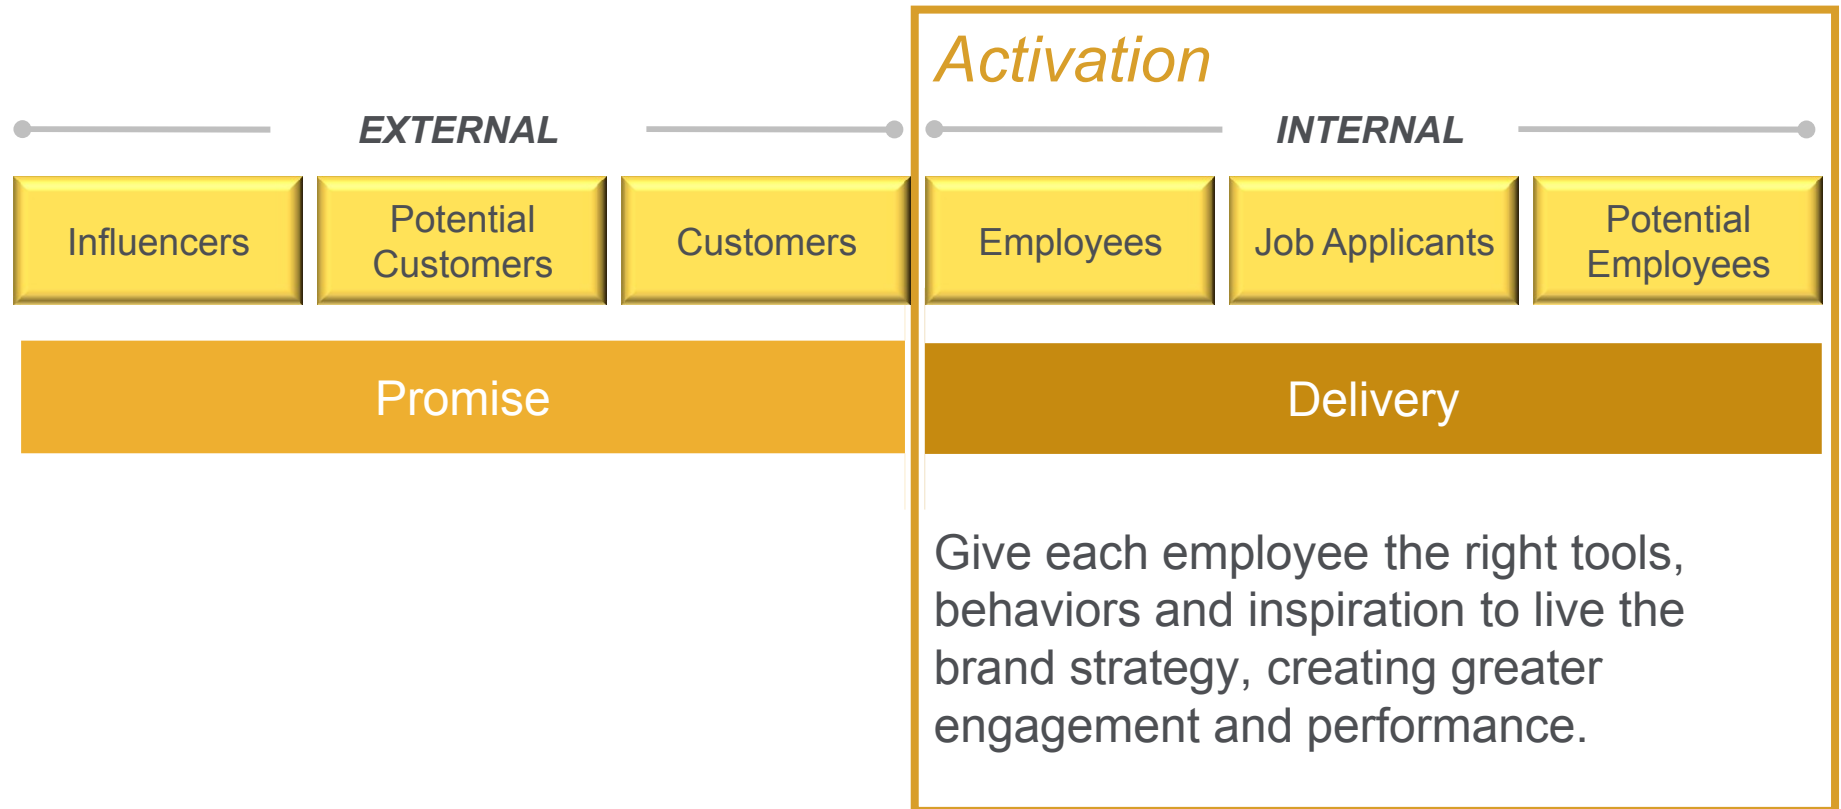 Activation
EXTERNAL
INTERNAL
Influencers
Potential
Customers
Customers
Employees
Job Applicants
Potential
Employees
Promise
Delivery
Give each employee the right tools,
behaviors and inspiration to live the
brand strategy, creating greater
engagement and performance.